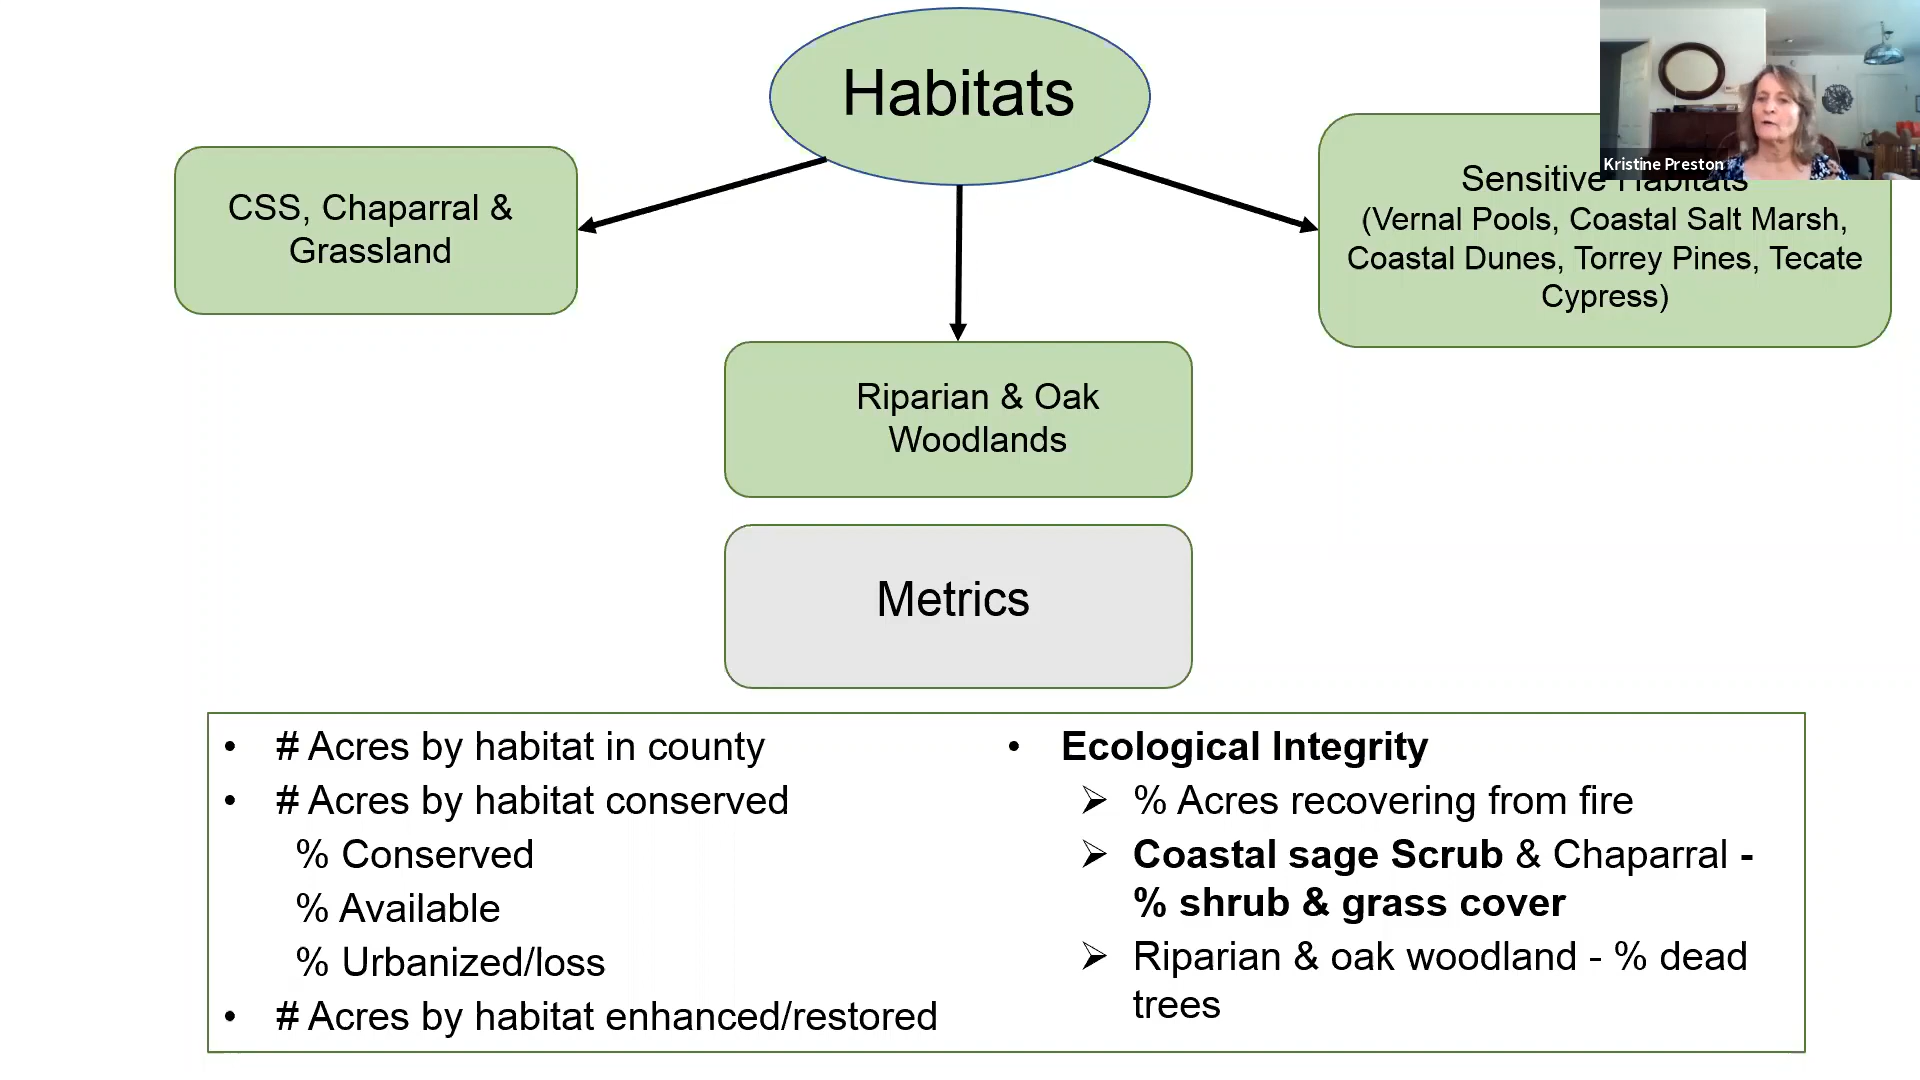 Habitats
CSS, Chaparral &
Grassland
Kristine Preston
Sensitive Habitats
(Vernal Pools, Coastal Salt Marsh,
Coastal Dunes, Torrey Pines, Tecate
Cypress)
Riparian & Oak
Woodlands
Metrics
• # Acres by habitat in county
• # Acres by habitat conserved
% Conserved
% Available
% Urbanized/loss
• # Acres by habitat enhanced/restored
• Ecological Integrity
➢ % Acres recovering from fire
➢ Coastal sage Scrub & Chaparral -
% shrub & grass cover
➢ Riparian & oak woodland - % dead
trees